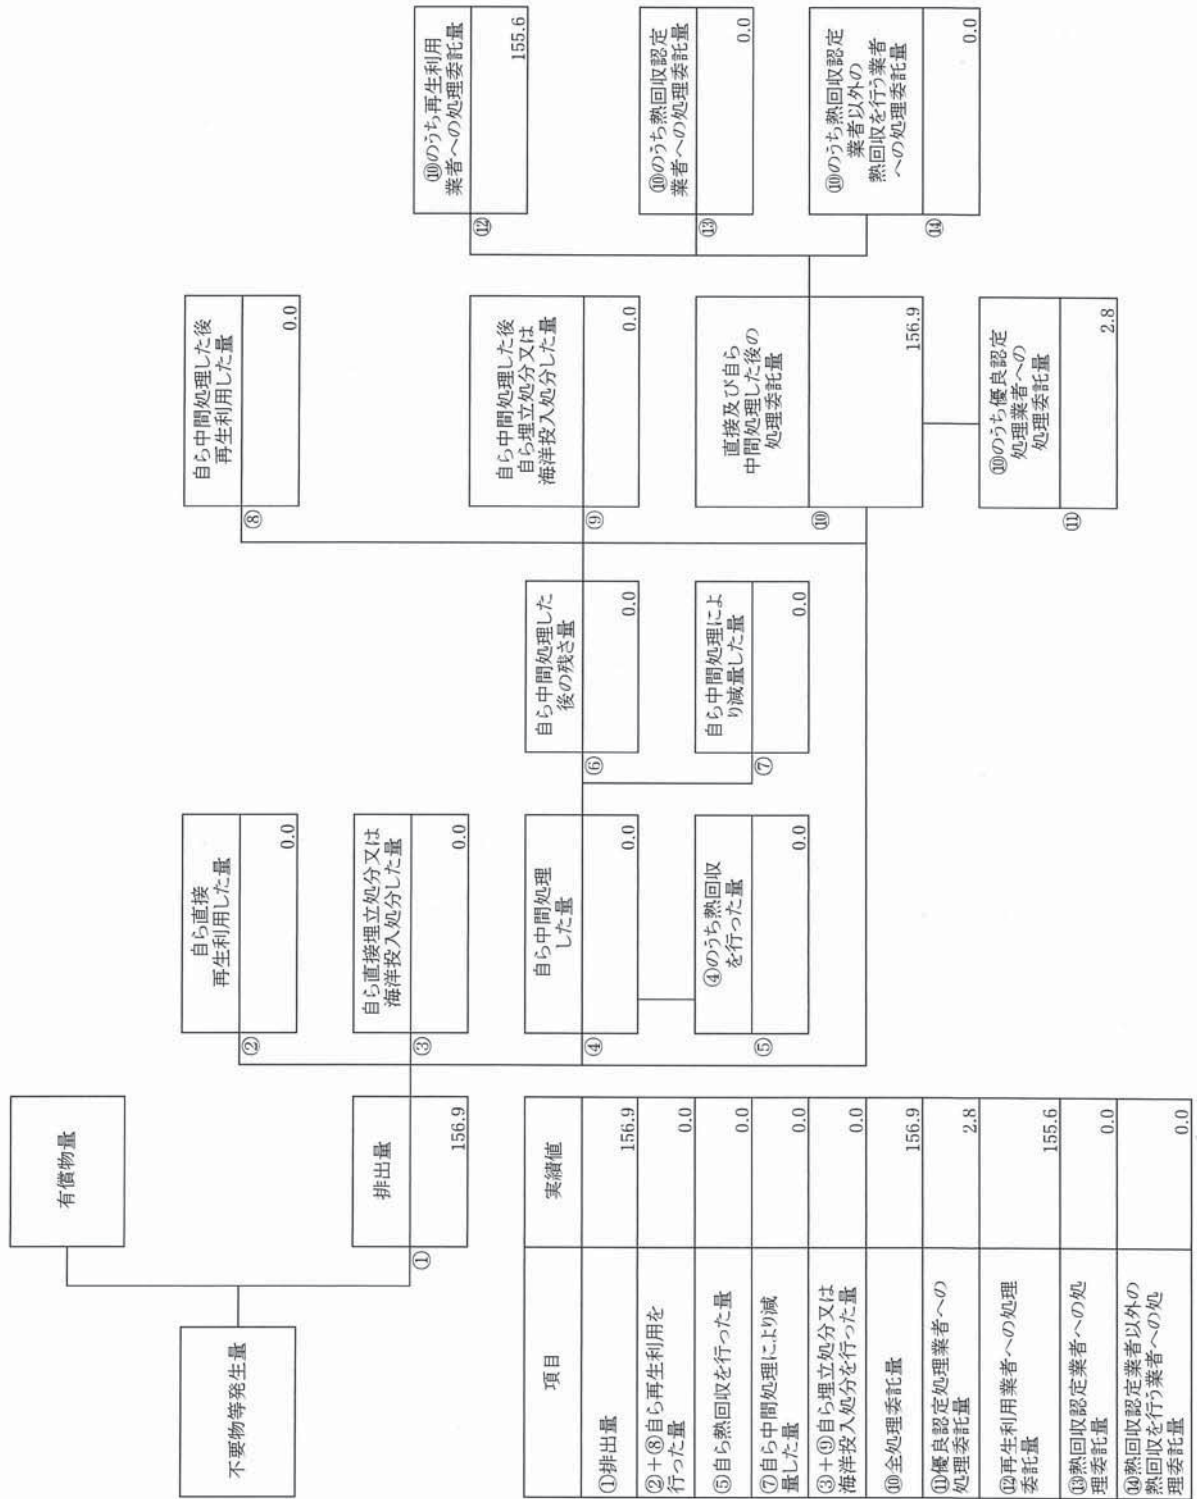 有償物量
不要物等発生量
①
排出量
156.9
②
自ら直接
再生利用した量
0.0
③
自ら直接埋立処分又は
海洋投入処分した量
0.0
④
自ら中間処理
した量
0.0
⑤
④のうち熱回収
を行った量
0.0
⑥
自ら中間処理した
後の残さ量
0.0
⑦
自ら中間処理によ
り減量した量
0.0
⑧
自ら中間処理した後
再生利用した量
0.0
⑨
自ら中間処理した後
自ら埋立処分又は
海洋投入処分した量
0.0
⑩
直接及び自ら
中間処理した後の
処理委託量
156.9
⑪
⑩のうち優良認定
処理業者への
処理委託量
2.8
⑫
⑩のうち再生利用
業者への処理委託量
155.6
⑬
⑩のうち熱回収認定
業者への処理委託量
0.0
⑭
⑩のうち熱回収認定
業者以外の
熱回収を行う業者
への処理委託量
0.0
項目 実績値
①排出量 156.9
②+⑧自ら再生利用を
行った量 0.0
⑤自ら熱回収を行った量 0.0
⑦自ら中間処理により減
量した量 0.0
③+⑨自ら埋立処分又は
海洋投入処分を行った量 0.0
⑩全処理委託量 156.9
⑪優良認定処理業者への
処理委託量 2.8
⑫再生利用業者への処理
委託量 155.6
⑬熱回収認定業者への処
理委託量 0.0
⑭熱回収認定業者以外の
熱回収を行う業者への処
理委託量 0.0